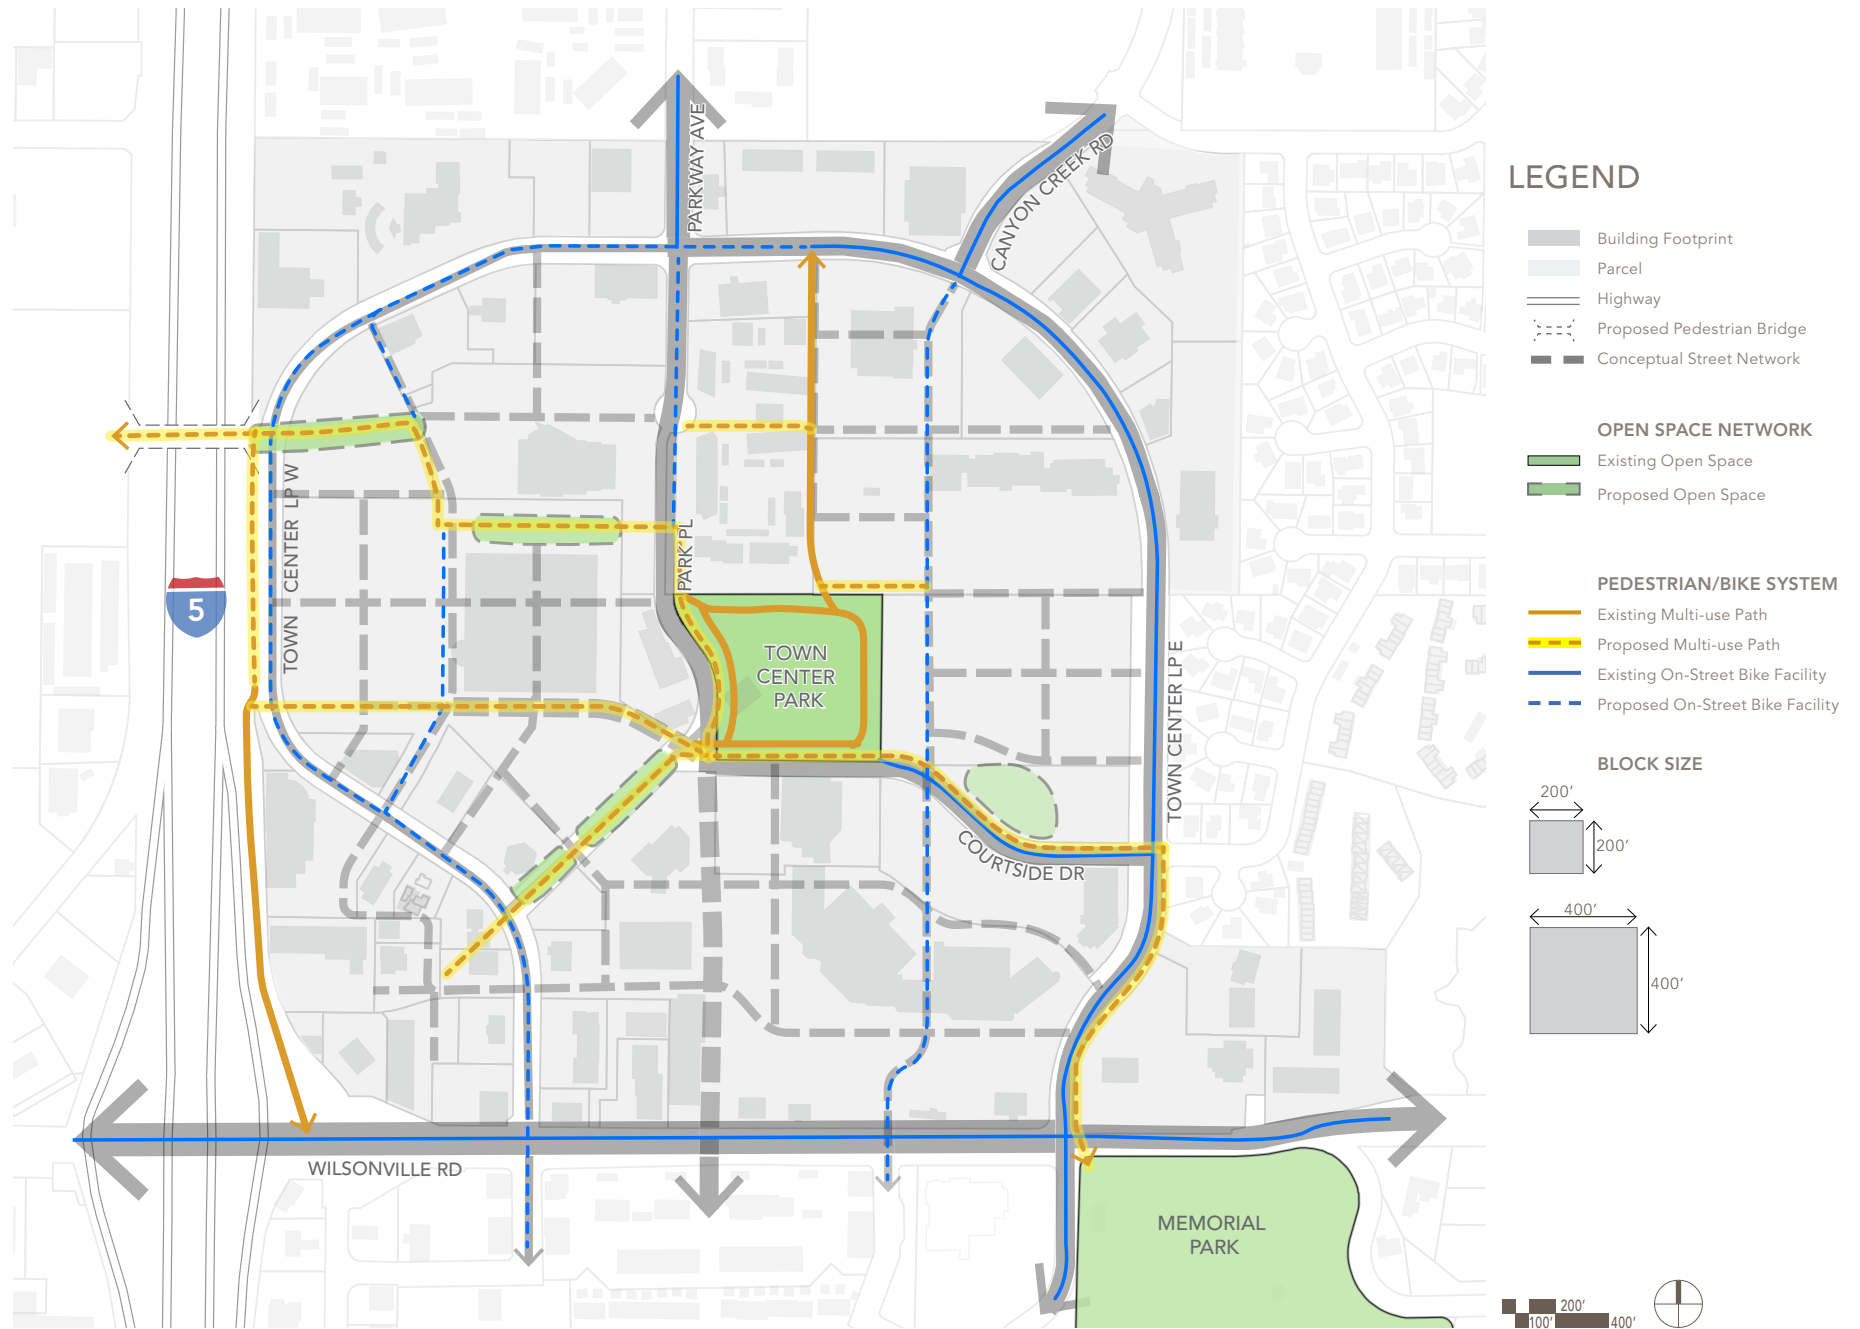 PARKWAY AVE
CANYON CREEK RD
TOWN CENTER LP W
PARK PL
5
TOWN
CENTER
PARK
TOWN CENTER LP E
COURTSIDE DR
WILSONVILLE RD
MEMORIAL
PARK
LEGEND
Building Footprint
Parcel
Highway
Proposed Pedestrian Bridge
Conceptual Street Network
OPEN SPACE NETWORK
Existing Open Space
Proposed Open Space
PEDESTRIAN/BIKE SYSTEM
Existing Multi-use Path
Proposed Multi-use Path
Existing On-Street Bike Facility
Proposed On-Street Bike Facility
BLOCK SIZE
200'
200'
400'
400'
200'
100'
400'